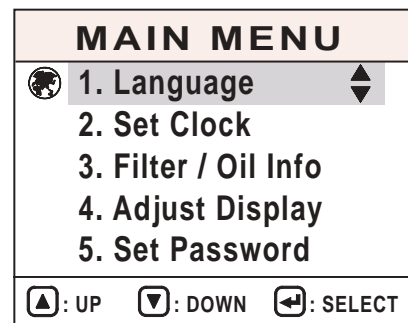 MAIN MENU
1. Language
2. Set Clock
3. Filter / Oil Info
4. Adjust Display
5. Set Password
: UP : DOWN : SELECT